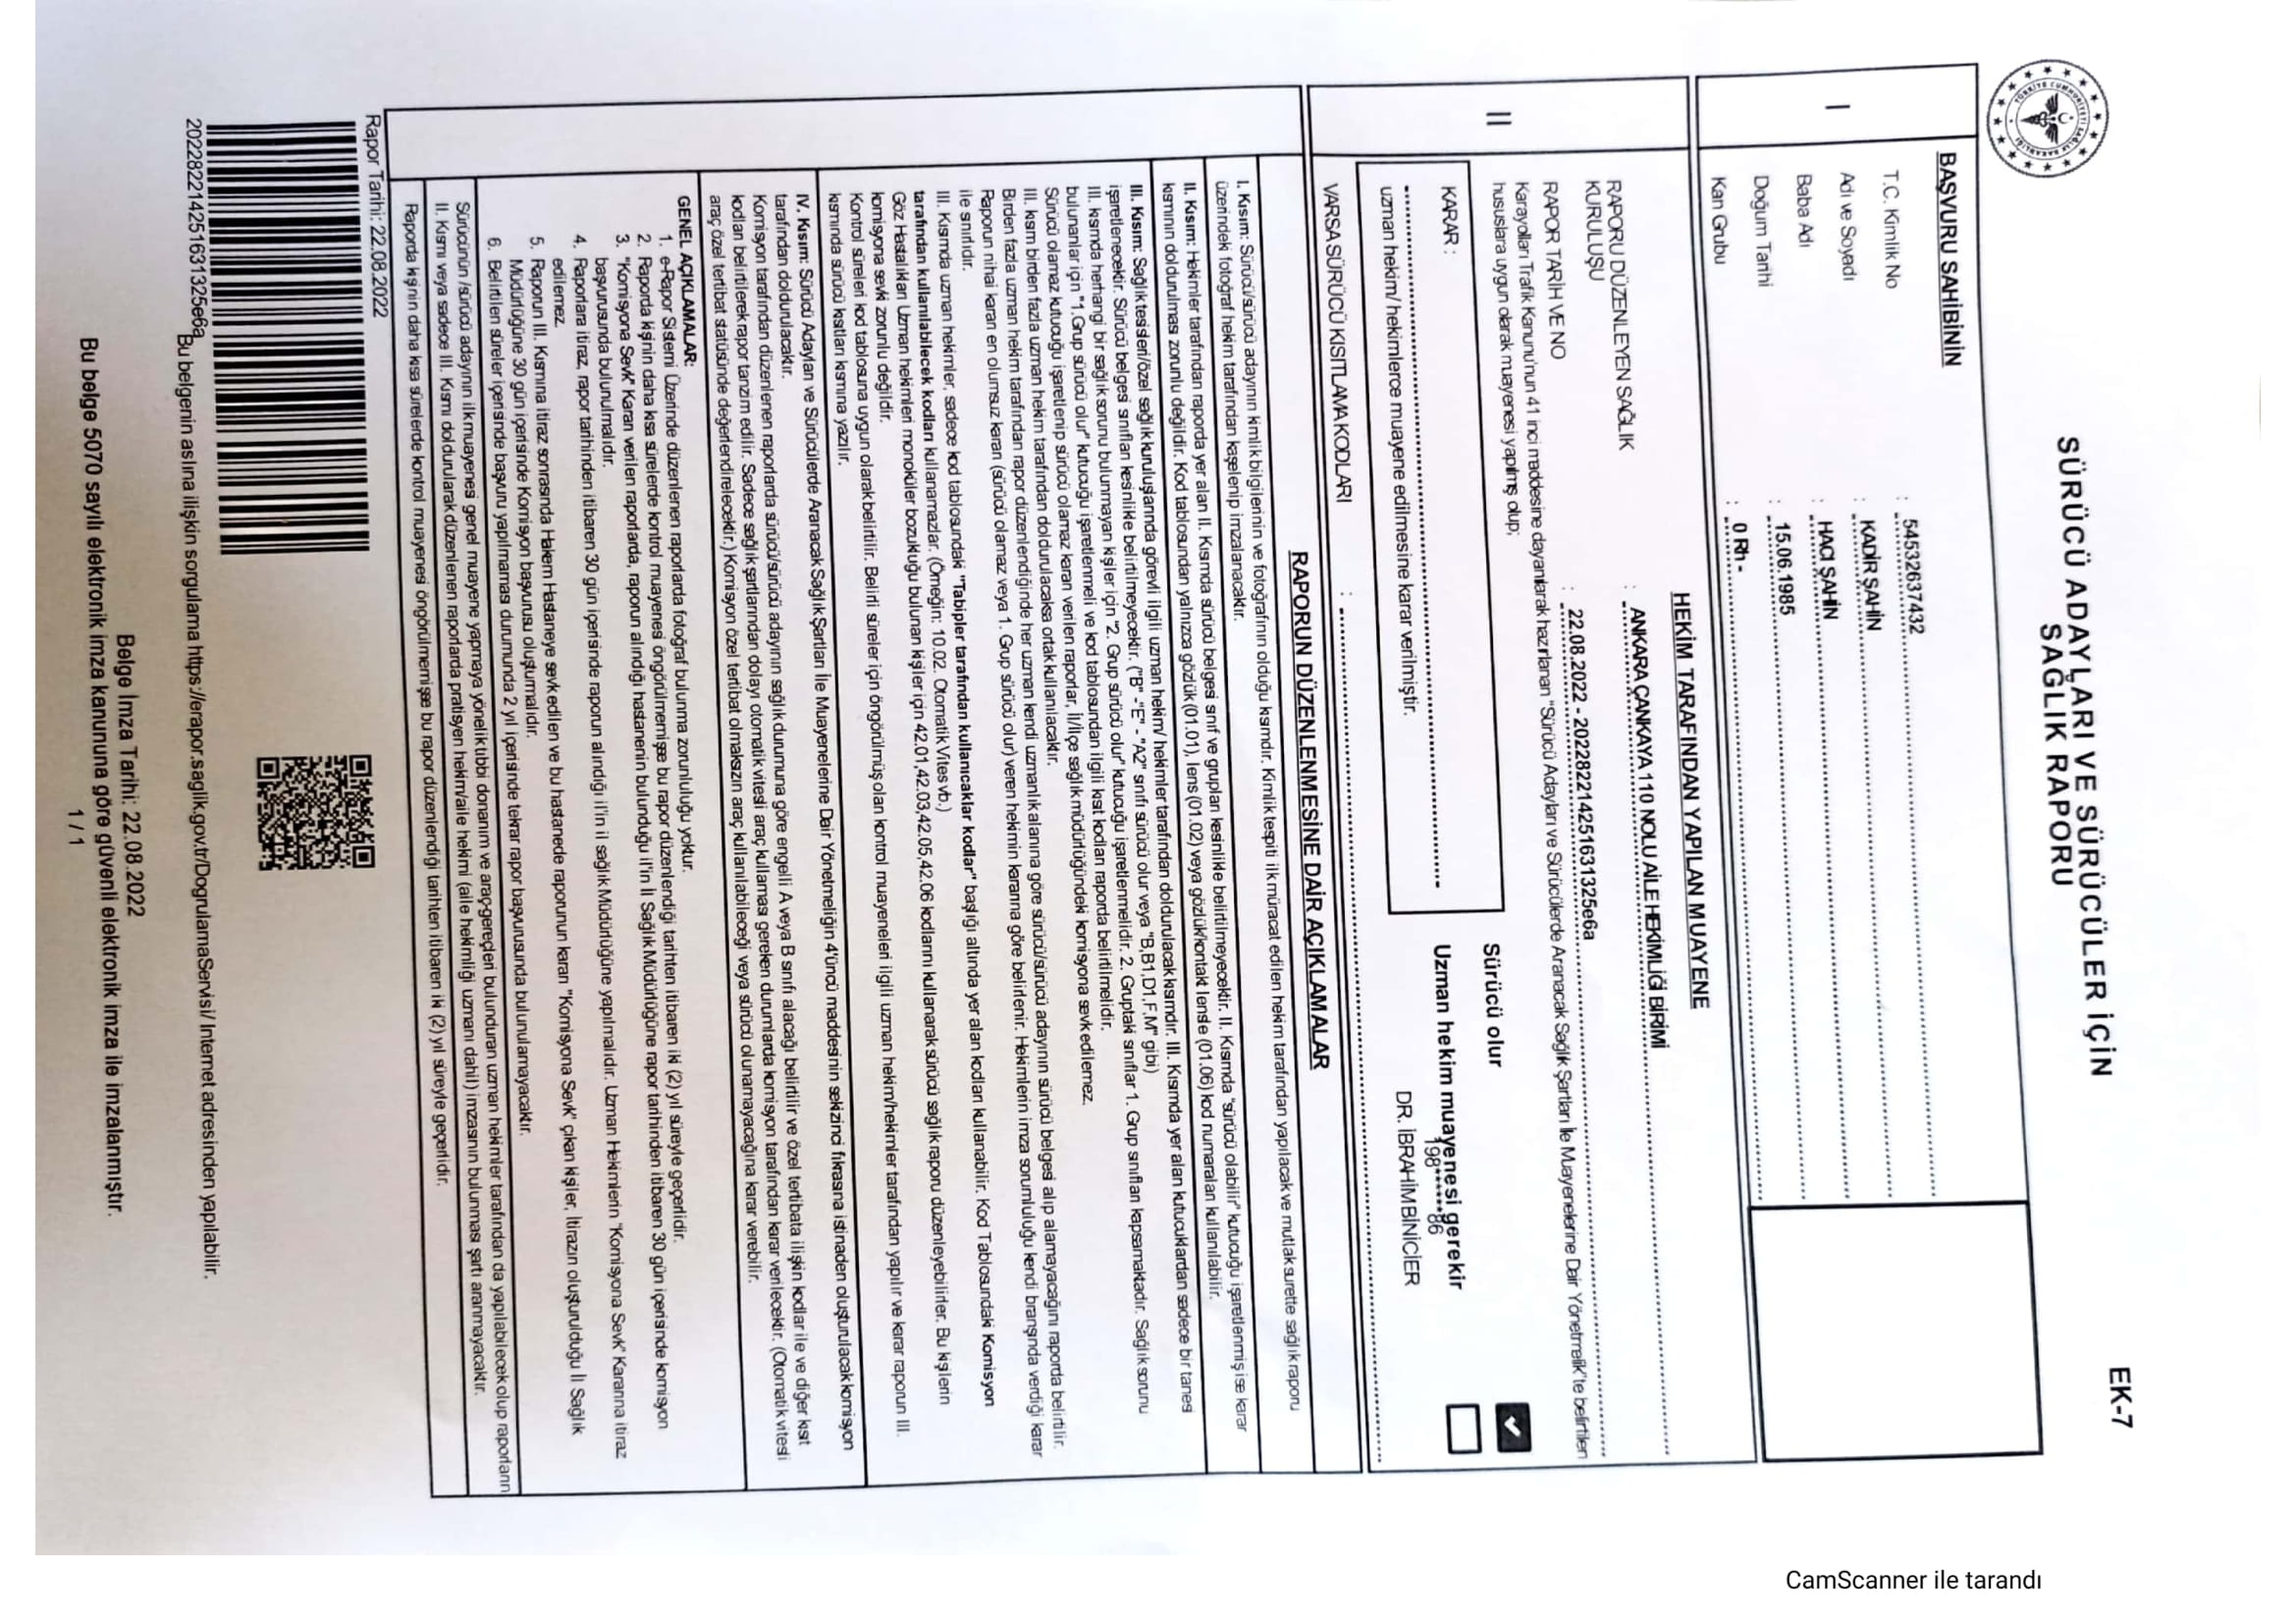 EK-7
SÜRÜCÜ ADAYLARI VE SÜRÜCÜLER İÇİN
SAĞLIK RAPORU
I
BAŞVURU SAHİBİNİN
T.C. Kimlik No : 54532637432
Adı ve Soyadı : KADİR ŞAHİN
Baba Adı : HACI ŞAHİN
Doğum Tarihi : 15.06.1985
Kan Grubu : 0 Rh -
II
HEKİM TARAFINDAN YAPILAN MUAYENE
RAPORU DÜZENLEYEN SAĞLIK
KURULUŞU : ANKARA ÇANKAYA 110 NOLU AİLE HEKİMLİĞİ BİRİMİ
RAPOR TARİH VE NO : 22.08.2022 - 2022822142516313​25e6a
Karayolları Trafik Kanunu'nun 41 inci maddesine dayanılarak hazırlanan "Sürücü Adayları ve Sürücülerde Aranacak Sağlık Şartları İle Muayenelerine Dair Yönetmelik'te belirtilen
hususlara uygun olarak muayenesi yapılmış olup;
KARAR :
uzman hekim/ hekimlerce muayene edilmesine karar verilmiştir.
Sürücü olur
Uzman hekim muayenesi gerekir
198******86
DR. İBRAHİM BİNİCİER
VARSA SÜRÜCÜ KISITLAMA KODLARI :
RAPORUN DÜZENLENMESİNE DAİR AÇIKLAMALAR
I. Kısım: Sürücü/sürücü adayının kimlik bilgilerinin ve fotoğrafının olduğu kısımdır. Kimlik tespiti ilk müracat edilen hekim tarafından yapılacak ve mutlak surette sağlık raporu
üzerindeki fotoğraf hekim tarafından kaşelenip imzalanacaktır.
II. Kısım: Hekimler tarafından raporda yer alan II. Kısımda sürücü belgesi sınıf ve grupları kesinlikle belirtilmeyecektir. II. Kısımda "sürücü olabilir" kutucuğu işaretlenmiş ise karar
kısmının doldurulması zorunlu değildir. Kod tablosundan yalnızca gözlük (01.01), lens (01.02) veya gözlük/kontakt lensle (01.06) kod numaraları kullanılabilir.
III. Kısım: Sağlık tesisleri/özel sağlık kuruluşlarında görevli ilgili uzman hekim/ hekimler tarafından doldurulacak kısımdır. III. Kısımda yer alan kutucuklardan sadece bir tanesi
işaretlenecektir. Sürücü belgesi sınıfları kesinlikle belirtilmeyecektir. ("B" -"E" - "A2" sınıfı sürücü olur veya "B,B1,D1,F,M" gibi)
bulunanlar için "1.Grup sürücü olur" kutucuğu işaretlenmeli ve kod tablosundan ilgili kısıt kodları raporda belirtilmelidir.
III. kısımda herhangi bir sağlık sorunu bulunmayan kişiler için "2. Grup sürücü olur" kutucuğu işaretlenmelidir. 2. Gruptaki sınıflar 1. Grup sınıfları kapsamaktadır. Sağlık sorunu
Sürücü olamaz kutucuğu işaretlenip sürücü olamaz kararı verilen raporlar, İl/İlçe sağlık müdürlüğündeki komisyona sevk edilemez.
III. kısım birden fazla uzman hekim tarafından doldurulacaksa ortak kullanılacaktır.
Birden fazla uzman hekim tarafından rapor düzenlendiğinde her uzman kendi uzmanlık alanına göre sürücü/sürücü adayının sürücü belgesi alıp alamayacağını raporda belirtilir.
Raporun nihai kararı en olumsuz kararı (sürücü olamaz veya 1. Grup sürücü olur) veren hekimin kararına göre belirlenir. Hekimlerin imza sorumluluğu kendi branşında verdiği karar
ile sınırlıdır.
III. Kısımda uzman hekimler, sadece kod tablosundaki "Tabipler tarafından kullanıcaklar kodlar" başlığı altında yer alan kodları kullanabilir. Kod Tablosundaki Komisyon
tarafından kullanılabilecek kodları kullanamazlar. (Örneğin: 10.02. Otomatik Vites vb.)
Göz Hastalıkları Uzman hekimleri monoküler bozukluğu bulunan kişiler için 42.01,42.03,42.05,42.06 kodlarını kullanarak sürücü sağlık raporu düzenleyebilirler. Bu kişilerin
komisyona sevki zorunlu değildir.
Kontrol süreleri kod tablosuna uygun olarak belirtilir. Belirli süreler için öngörülmüş olan kontrol muayeneleri ilgili uzman hekim/hekimler tarafından yapılır ve karar raporun III.
kısmında sürücü kısıtları kısmına yazılır.
IV. Kısım: Sürücü Adayları ve Sürücülerde Aranacak Sağlık Şartları İle Muayenelerine Dair Yönetmeliğin 4'üncü maddesinin sekizinci fıkrasına istinaden oluşturulacak komisyon
tarafından doldurulacaktır.
Komisyon tarafından düzenlenen raporlarda sürücü/sürücü adayının sağlık durumuna göre engelli A veya B sınıfı alacağı belirtilir ve özel tertibata ilişkin kodlar ile ve diğer kısıt
kodları belirtilerek rapor tanzim edilir. Sadece sağlık şartlarından dolayı otomatik vitesli araç kullanması gereken durumlarda komisyon tarafından karar verilecektir. (Otomatik vitesli
araç özel tertibat statüsünde değerlendirelecektir.) Komisyon özel tertibat olmaksızın araç kullanılabileceği veya sürücü olunamayacağına karar verebilir.
GENEL AÇIKLAMALAR:
1. e-Rapor Sistemi Üzerinde düzenlenen raporlarda fotoğraf bulunma zorunluluğu yoktur.
2. Raporda kişinin daha kısa sürelerde kontrol muayenesi öngörülmemişse bu rapor düzenlendiği tarihten itibaren iki (2) yıl süreyle geçerlidir.
3. "Komisyona Sevk" Kararı verilen raporlarda, raporun alındığı hastanenin bulunduğu il'in İl Sağlık Müdürlüğüne rapor tarihinden itibaren 30 gün içerisinde komisyon
başvurusunda bulunulmalıdır.
4. Raporlara itiraz, rapor tarihinden itibaren 30 gün içerisinde raporun alındığı il'in il sağlık Müdürlüğüne yapılmalıdır. Uzman Hekimlerin "Komisyona Sevk" Kararına itiraz
edilemez.
5. Raporun III. Kısmına itiraz sonrasında Hakem Hastaneye sevk edilen ve bu hastanede raporunun kararı "Komisyona Sevk" çıkan kişiler, itirazın oluşturulduğu İl Sağlık
Müdürlüğüne 30 gün içerisinde Komisyon başvurusu oluşturmalıdır.
6. Belirtilen süreler içerisinde başvuru yapılmaması durumunda 2 yıl içerisinde tekrar rapor başvurusunda bulunulamayacaktır.
Sürücünün /sürücü adayının ilk muayenesi genel muayene yapmaya yönelik tıbbi donanım ve araç-gereçleri bulunduran uzman hekimler tarafından da yapılabilecek olup raporların
II. Kısmı veya sadece III. Kısmı doldurularak düzenlenen raporlarda pratisyen hekim/aile hekimi (aile hekimliği uzmanı dahil) imzasının bulunması şartı aranmayacaktır.
Raporda kişinin daha kısa sürelerde kontrol muayenesi öngörülmemişse bu rapor düzenlendiği tarihten itibaren iki (2) yıl süreyle geçerlidir.
Rapor Tarihi: 22.08.2022
202282214251631325e6a
Bu belgenin aslına ilişkin sorgulama https://erapor.saglik.gov.tr/DogrulamaServisi/ İnternet adresinden yapılabilir.
Belge İmza Tarihi: 22.08.2022
Bu belge 5070 sayılı elektronik imza kanununa göre güvenli elektronik imza ile imzalanmıştır.
1 / 1
CamScanner ile tarandı